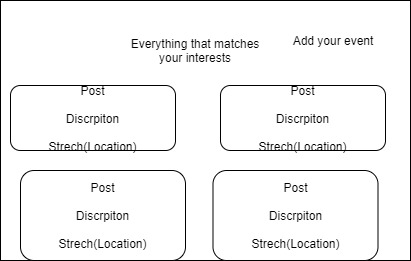 Everything that matches
your interests
Add your event
Post
Discrpiton
Strech(Location)
Post
Discrpiton
Strech(Location)
Post
Discrpiton
Strech(Location)
Post
Discrpiton
Strech(Location)